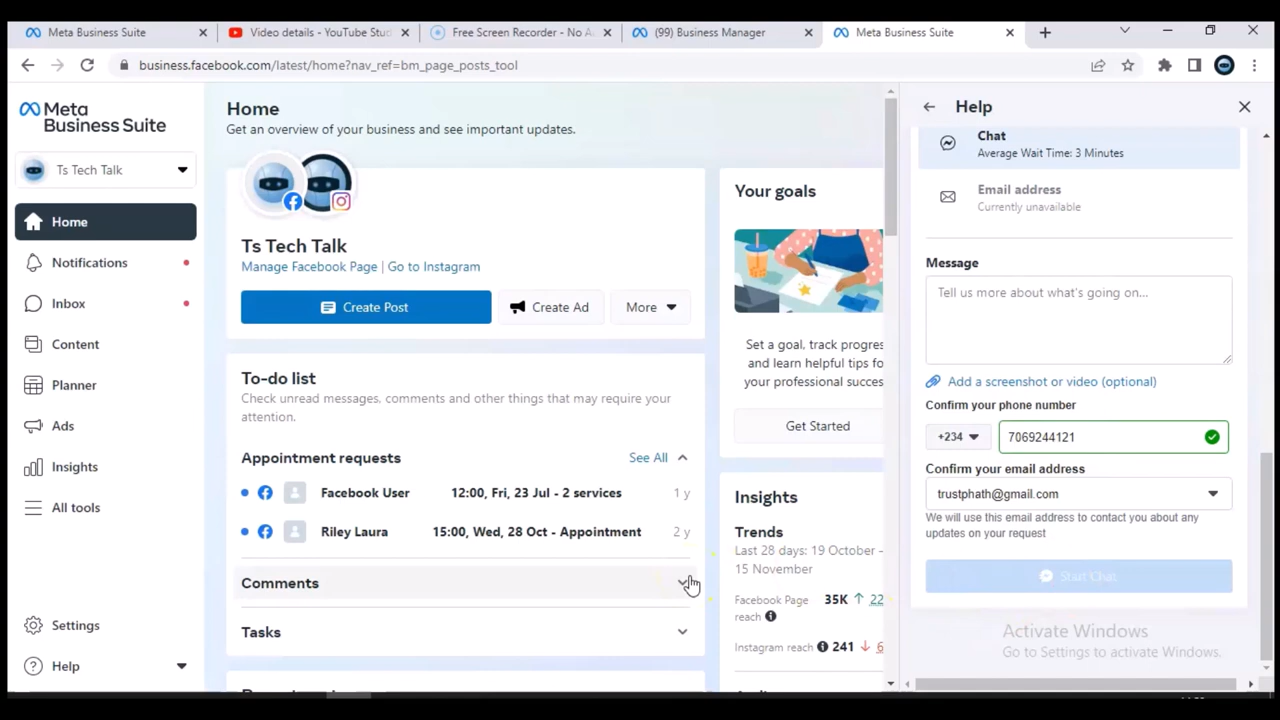 Meta Business Suite
Video details - YouTube Stu
Free Screen Recorder - No A
(99) Business Manager
Meta Business Suite
business.facebook.com/latest/home?nav_ref=bm_page_posts_tool
Meta
Business Suite
Ts Tech Talk
Home
Notifications
Inbox
Content
Planner
Ads
Insights
All tools
Settings
Help
Home
Get an overview of your business and see important updates.
Ts Tech Talk
Manage Facebook Page | Go to Instagram
Create Post
Create Ad
More
To-do list
Check unread messages, comments and other things that may require your
attention.
Appointment requests
See All
Facebook User 12:00, Fri, 23 Jul - 2 services 1 y
Riley Laura 15:00, Wed, 28 Oct - Appointment 2 y
Comments
Tasks
Your goals
Set a goal, track progres
and learn helpful tips fo
your professional succes
Get Started
Insights
Trends
Last 28 days: 19 October –
15 November
Facebook Page
reach
35K
22
Instagram reach
241
6
Help
Chat
Average Wait Time: 3 Minutes
Email address
Currently unavailable
Message
Tell us more about what's going on...
Add a screenshot or video (optional)
Confirm your phone number
+234
7069244121
Confirm your email address
trustphath@gmail.com
We will use this email address to contact you about any
updates on your request
Start Chat
Activate Windows
Go to Settings to activate Windows.